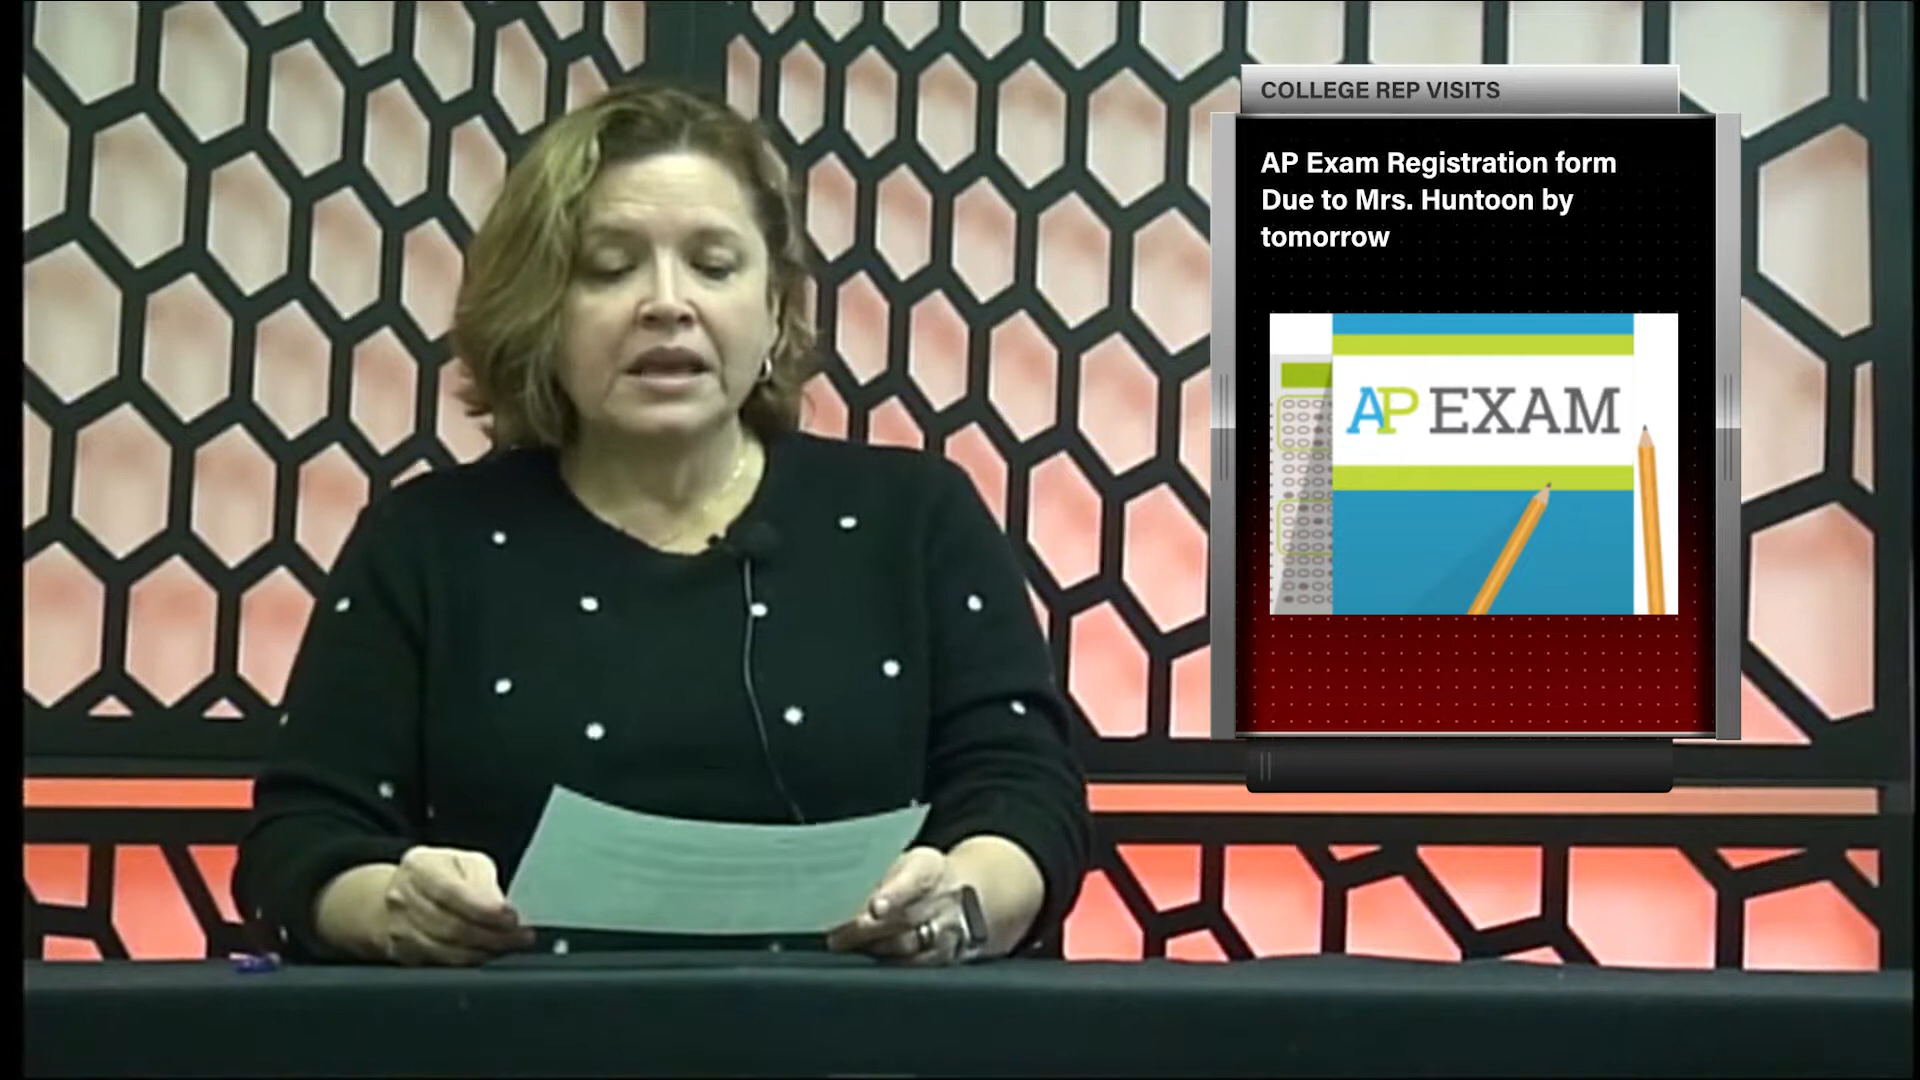 COLLEGE REP VISITS
AP Exam Registration form
Due to Mrs. Huntoon by
tomorrow
AP EXAM